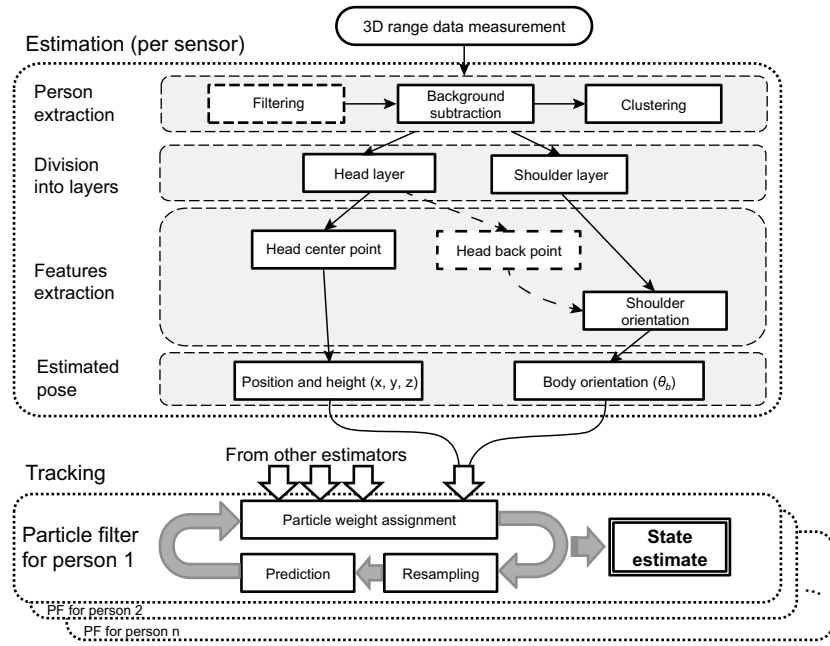 3D range data measurement
Estimation (per sensor)
Person
extraction
Filtering
Background
subtraction
Clustering
Division
into layers
Head layer
Shoulder layer
Features
extraction
Head center point
Head back point
Shoulder
orientation
Estimated
pose
Position and height (x, y, z)
Body orientation (θb)
From other estimators
Tracking
Particle filter
for person 1
Particle weight assignment
Prediction
Resampling
State
estimate
...
PF for person 2
PF for person n